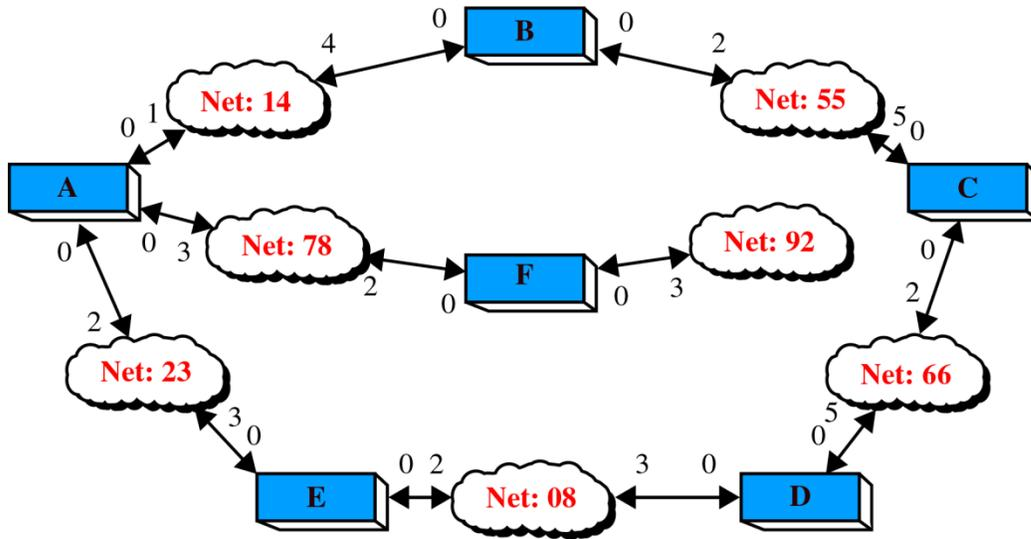 0 B 0
4 2
Net: 14 Net: 55
0 1 5 0
A C
0 3 Net: 78 Net: 92 0
0 2 F 3
0 0
2 2
Net: 23 Net: 66
3 0 5 0
E 0 2 Net: 08 3 0 D